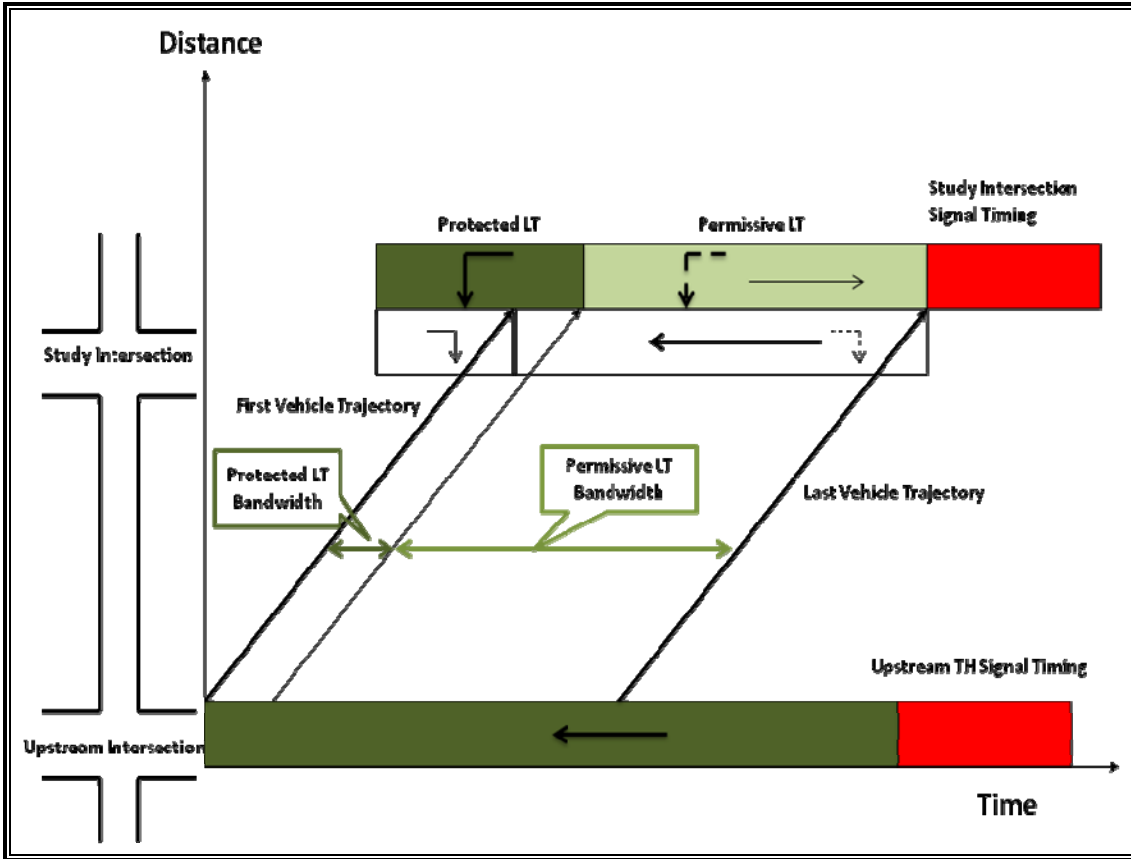 Distance
Study Intersection
Signal Timing
Protected LT
Permissive LT
Study Intersection
First Vehicle Trajectory
Protected LT
Bandwidth
Permissive LT
Bandwidth
Last Vehicle Trajectory
Upstream TH Signal Timing
Upstream Intersection
Time